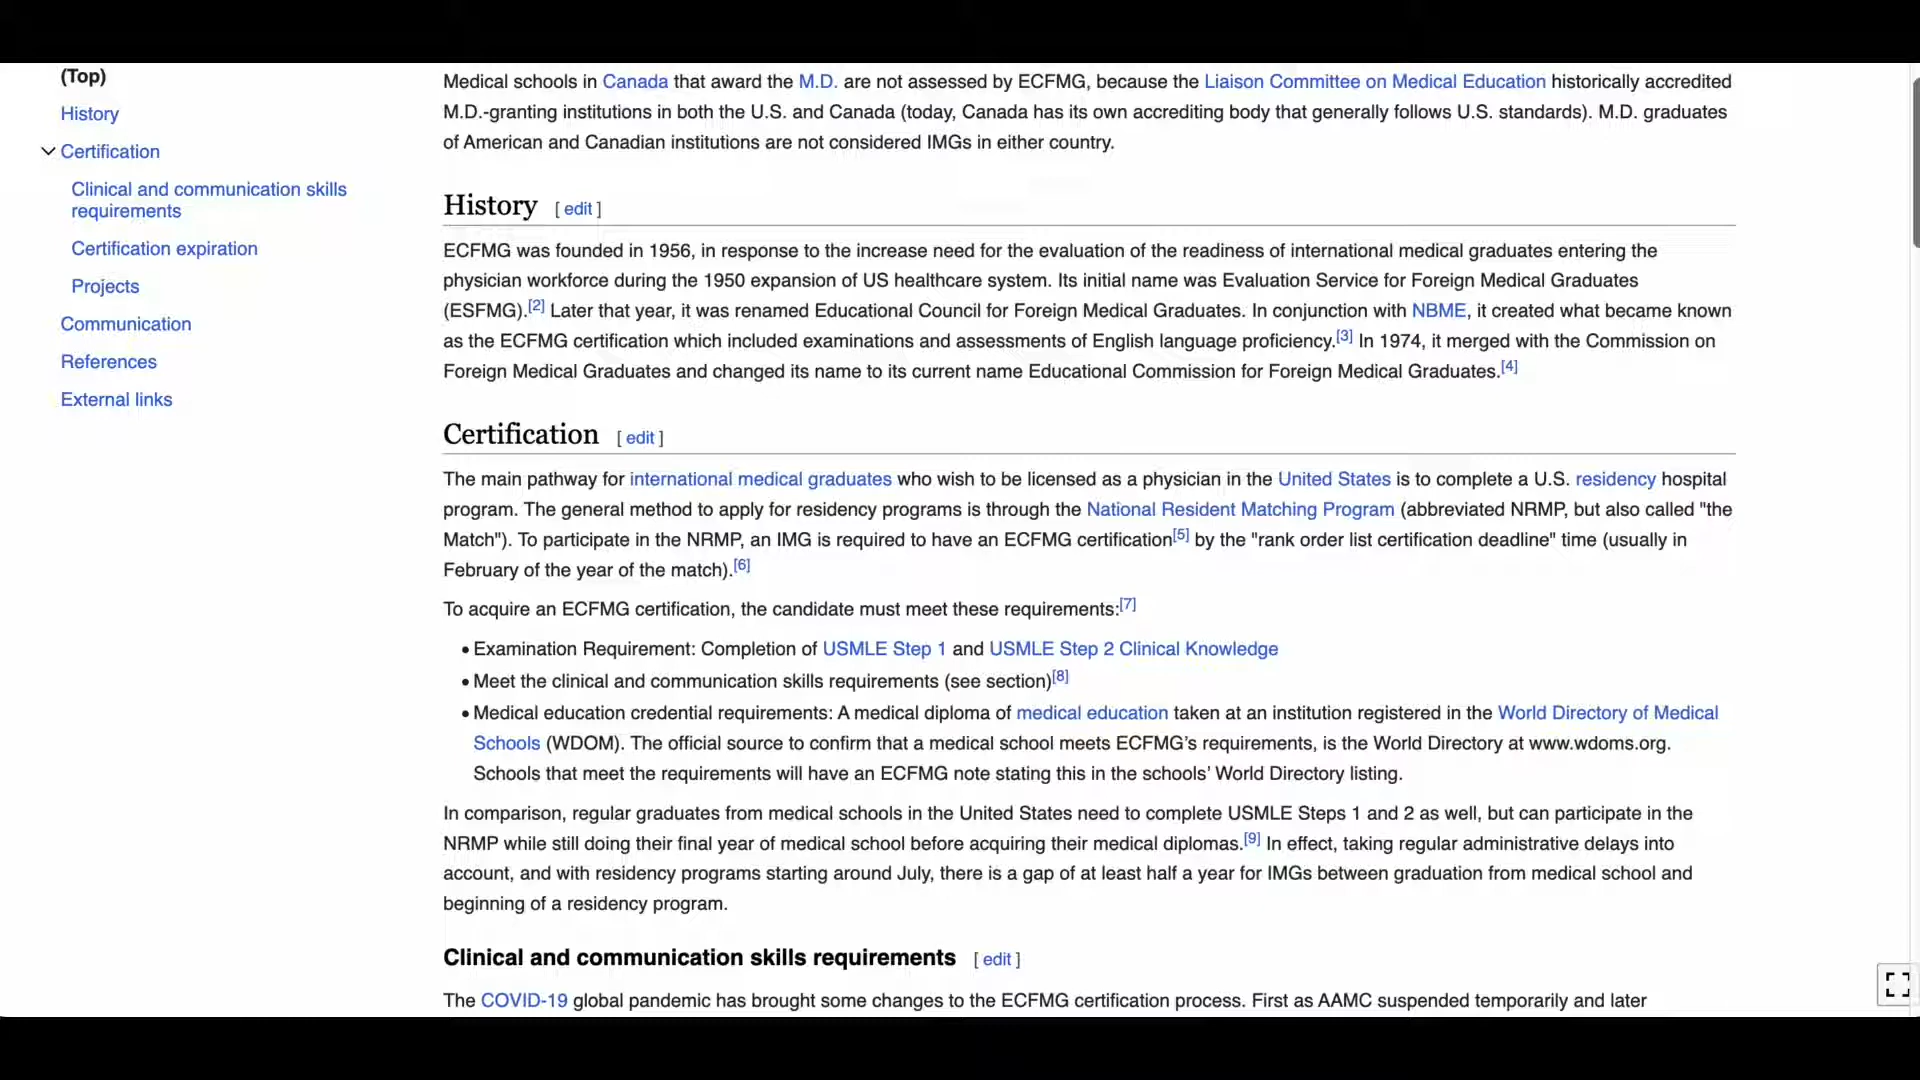 (Top)
History
Certification
Clinical and communication skills
requirements
Certification expiration
Projects
Communication
References
External links
Medical schools in Canada that award the M.D. are not assessed by ECFMG, because the Liaison Committee on Medical Education historically accredited
M.D.-granting institutions in both the U.S. and Canada (today, Canada has its own accrediting body that generally follows U.S. standards). M.D. graduates
of American and Canadian institutions are not considered IMGs in either country.
History [ edit ]
ECFMG was founded in 1956, in response to the increase need for the evaluation of the readiness of international medical graduates entering the
physician workforce during the 1950 expansion of US healthcare system. Its initial name was Evaluation Service for Foreign Medical Graduates
(ESFMG).[2] Later that year, it was renamed Educational Council for Foreign Medical Graduates. In conjunction with NBME, it created what became known
as the ECFMG certification which included examinations and assessments of English language proficiency.[3] In 1974, it merged with the Commission on
Foreign Medical Graduates and changed its name to its current name Educational Commission for Foreign Medical Graduates.[4]
Certification [ edit ]
The main pathway for international medical graduates who wish to be licensed as a physician in the United States is to complete a U.S. residency hospital
program. The general method to apply for residency programs is through the National Resident Matching Program (abbreviated NRMP, but also called "the
Match"). To participate in the NRMP, an IMG is required to have an ECFMG certification[5] by the "rank order list certification deadline" time (usually in
February of the year of the match).[6]
To acquire an ECFMG certification, the candidate must meet these requirements:[7]
• Examination Requirement: Completion of USMLE Step 1 and USMLE Step 2 Clinical Knowledge
• Meet the clinical and communication skills requirements (see section)[8]
• Medical education credential requirements: A medical diploma of medical education taken at an institution registered in the World Directory of Medical
Schools (WDOM). The official source to confirm that a medical school meets ECFMG’s requirements, is the World Directory at www.wdoms.org.
Schools that meet the requirements will have an ECFMG note stating this in the schools’ World Directory listing.
In comparison, regular graduates from medical schools in the United States need to complete USMLE Steps 1 and 2 as well, but can participate in the
NRMP while still doing their final year of medical school before acquiring their medical diplomas.[9] In effect, taking regular administrative delays into
account, and with residency programs starting around July, there is a gap of at least half a year for IMGs between graduation from medical school and
beginning of a residency program.
Clinical and communication skills requirements [ edit ]
The COVID-19 global pandemic has brought some changes to the ECFMG certification process. First as AAMC suspended temporarily and later